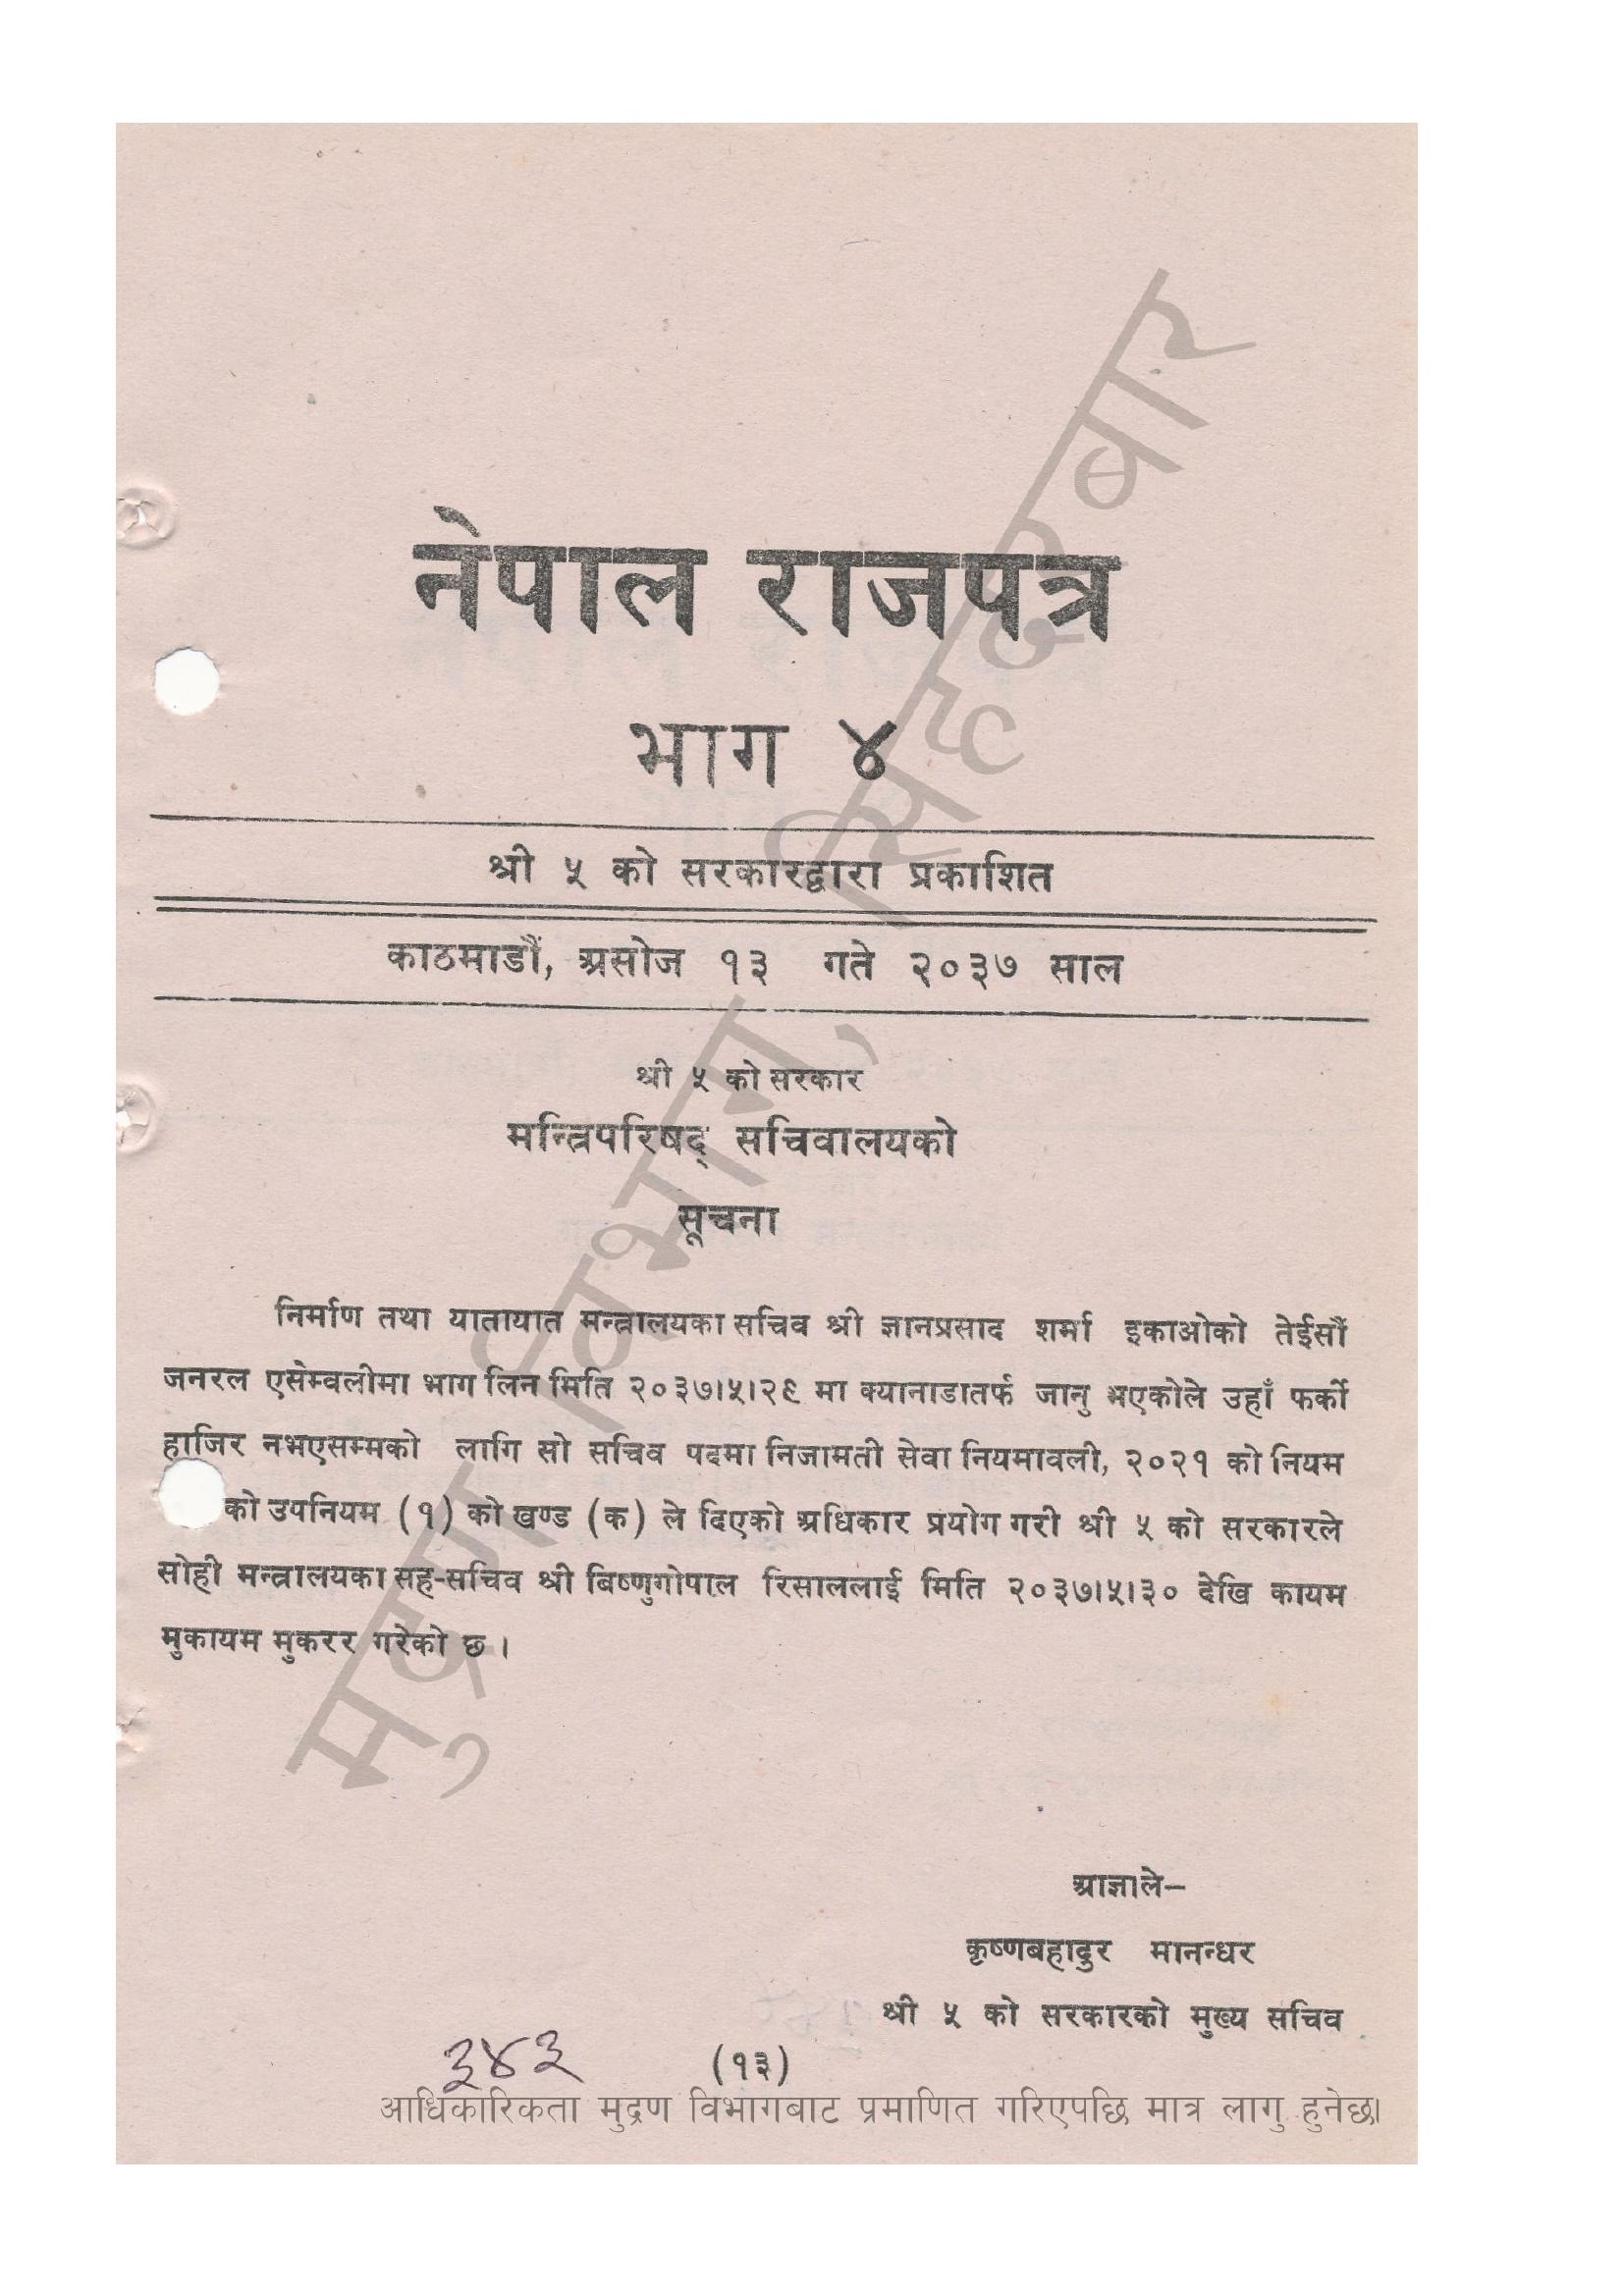 नेपाल राजपत्र
भाग ४
श्री ५ को सरकारद्वारा प्रकाशित
काठमाडौं, असोज १३ गते २०३७ साल
श्री ५ को सरकार
मन्त्रिपरिषद् सचिवालयको
सूचना
निर्माण तथा यातायात मन्त्रालयका सचिव श्री ज्ञानप्रसाद शर्मा इकाओको तेईसौं
जनरल एसेम्वलीमा भाग लिन मिति २०३७।५।२९ मा क्यानाडातर्फ जानु भएकोले उहाँ फर्की
हाजिर नभएसम्मको लागि सो सचिव पदमा निजामती सेवा नियमावली, २०२१ को नियम
को उपनियम (१) को खण्ड (क) ले दिएको अधिकार प्रयोग गरी श्री ५ को सरकारले
सोही मन्त्रालयका सह-सचिव श्री बिष्णुगोपाल रिसाललाई मिति २०३७।५।३० देखि कायम
मुकायम मुकरर गरेको छ ।
आज्ञाले–
कृष्णबहादुर मानन्धर
श्री ५ को सरकारको मुख्य सचिव
३४३
(१३)
आधिकारिकता मुद्रण विभागबाट प्रमाणित गरिएपछि मात्र लागु हुनेछ।
मुद्रण विभाग, सिंहदरबार